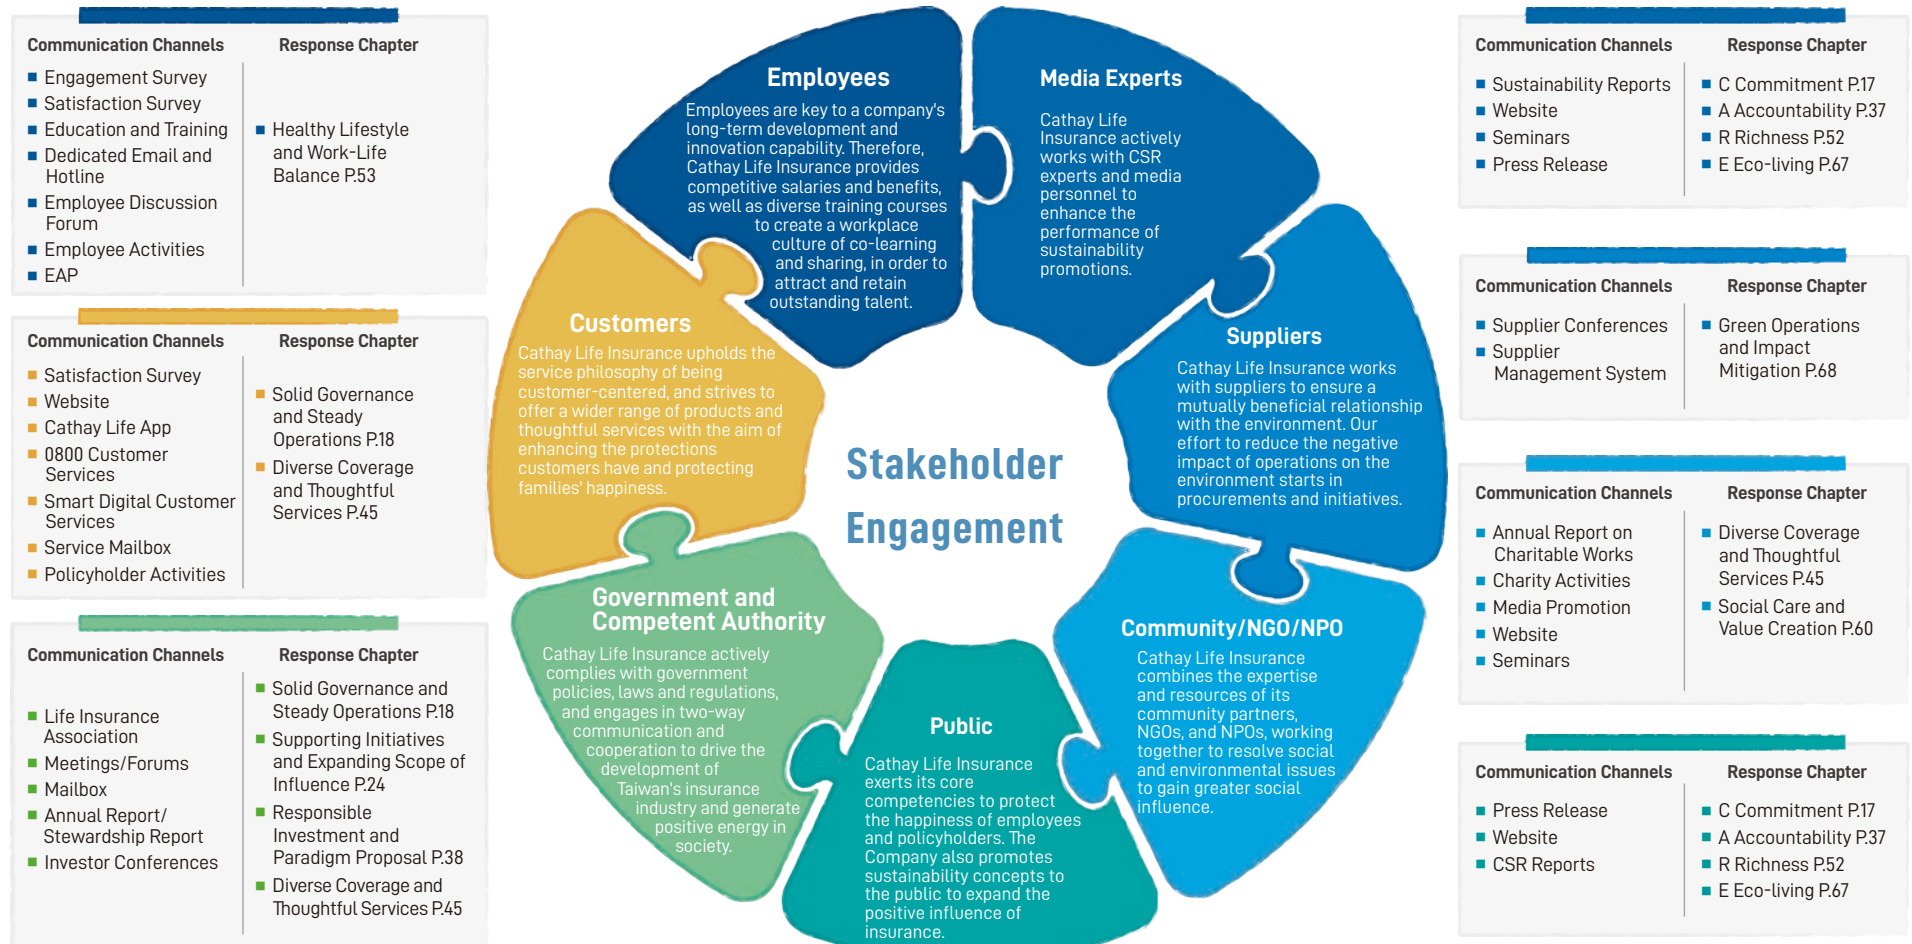 Communication Channels
Response Chapter
Engagement Survey
Satisfaction Survey
Education and Training
Dedicated Email and
Hotline
Employee Discussion
Forum
Employee Activities
EAP
Healthy Lifestyle
and Work-Life
Balance P.53
Communication Channels
Response Chapter
Satisfaction Survey
Website
Cathay Life App
0800 Customer
Services
Smart Digital Customer
Services
Service Mailbox
Policyholder Activities
Solid Governance
and Steady
Operations P.18
Diverse Coverage
and Thoughtful
Services P.45
Communication Channels
Response Chapter
Life Insurance
Association
Meetings/Forums
Mailbox
Annual Report/
Stewardship Report
Investor Conferences
Solid Governance and
Steady Operations P.18
Supporting Initiatives
and Expanding Scope of
Influence P.24
Responsible
Investment and
Paradigm Proposal P.38
Diverse Coverage and
Thoughtful Services P.45
Employees
Employees are key to a company's
long-term development and
innovation capability. Therefore,
Cathay Life Insurance provides
competitive salaries and benefits,
as well as diverse training courses
to create a workplace
culture of co-learning
and sharing, in order to
attract and retain
outstanding talent.
Media Experts
Cathay Life
Insurance actively
works with CSR
experts and media
personnel to
enhance the
performance of
sustainability
promotions.
Customers
Cathay Life Insurance upholds the
service philosophy of being
customer-centered, and strives to
offer a wider range of products and
thoughtful services with the aim of
enhancing the protections
customers have and protecting
families' happiness.
Suppliers
Cathay Life Insurance works
with suppliers to ensure a
mutually beneficial relationship
with the environment. Our
effort to reduce the negative
impact of operations on the
environment starts in
procurements and initiatives.
Stakeholder
Engagement
Government and
Competent Authority
Cathay Life Insurance actively
complies with government
policies, laws and regulations,
and engages in two-way
communication and
cooperation to drive the
development of
Taiwan's insurance
industry and generate
positive energy in
society.
Public
Cathay Life Insurance
exerts its core
competencies to protect
the happiness of employees
and policyholders. The
Company also promotes
sustainability concepts to
the public to expand the
positive influence of
insurance.
Community/NGO/NPO
Cathay Life Insurance
combines the expertise
and resources of its
community partners,
NGOs, and NPOs, working
together to resolve social
and environmental issues
to gain greater social
influence.
Communication Channels
Response Chapter
Sustainability Reports
Website
Seminars
Press Release
C Commitment P.17
A Accountability P.37
R Richness P.52
E Eco-living P.67
Communication Channels
Response Chapter
Supplier Conferences
Supplier
Management System
Green Operations
and Impact
Mitigation P.68
Communication Channels
Response Chapter
Annual Report on
Charitable Works
Charity Activities
Media Promotion
Website
Seminars
Diverse Coverage
and Thoughtful
Services P.45
Social Care and
Value Creation P.60
Communication Channels
Response Chapter
Press Release
Website
CSR Reports
C Commitment P.17
A Accountability P.37
R Richness P.52
E Eco-living P.67